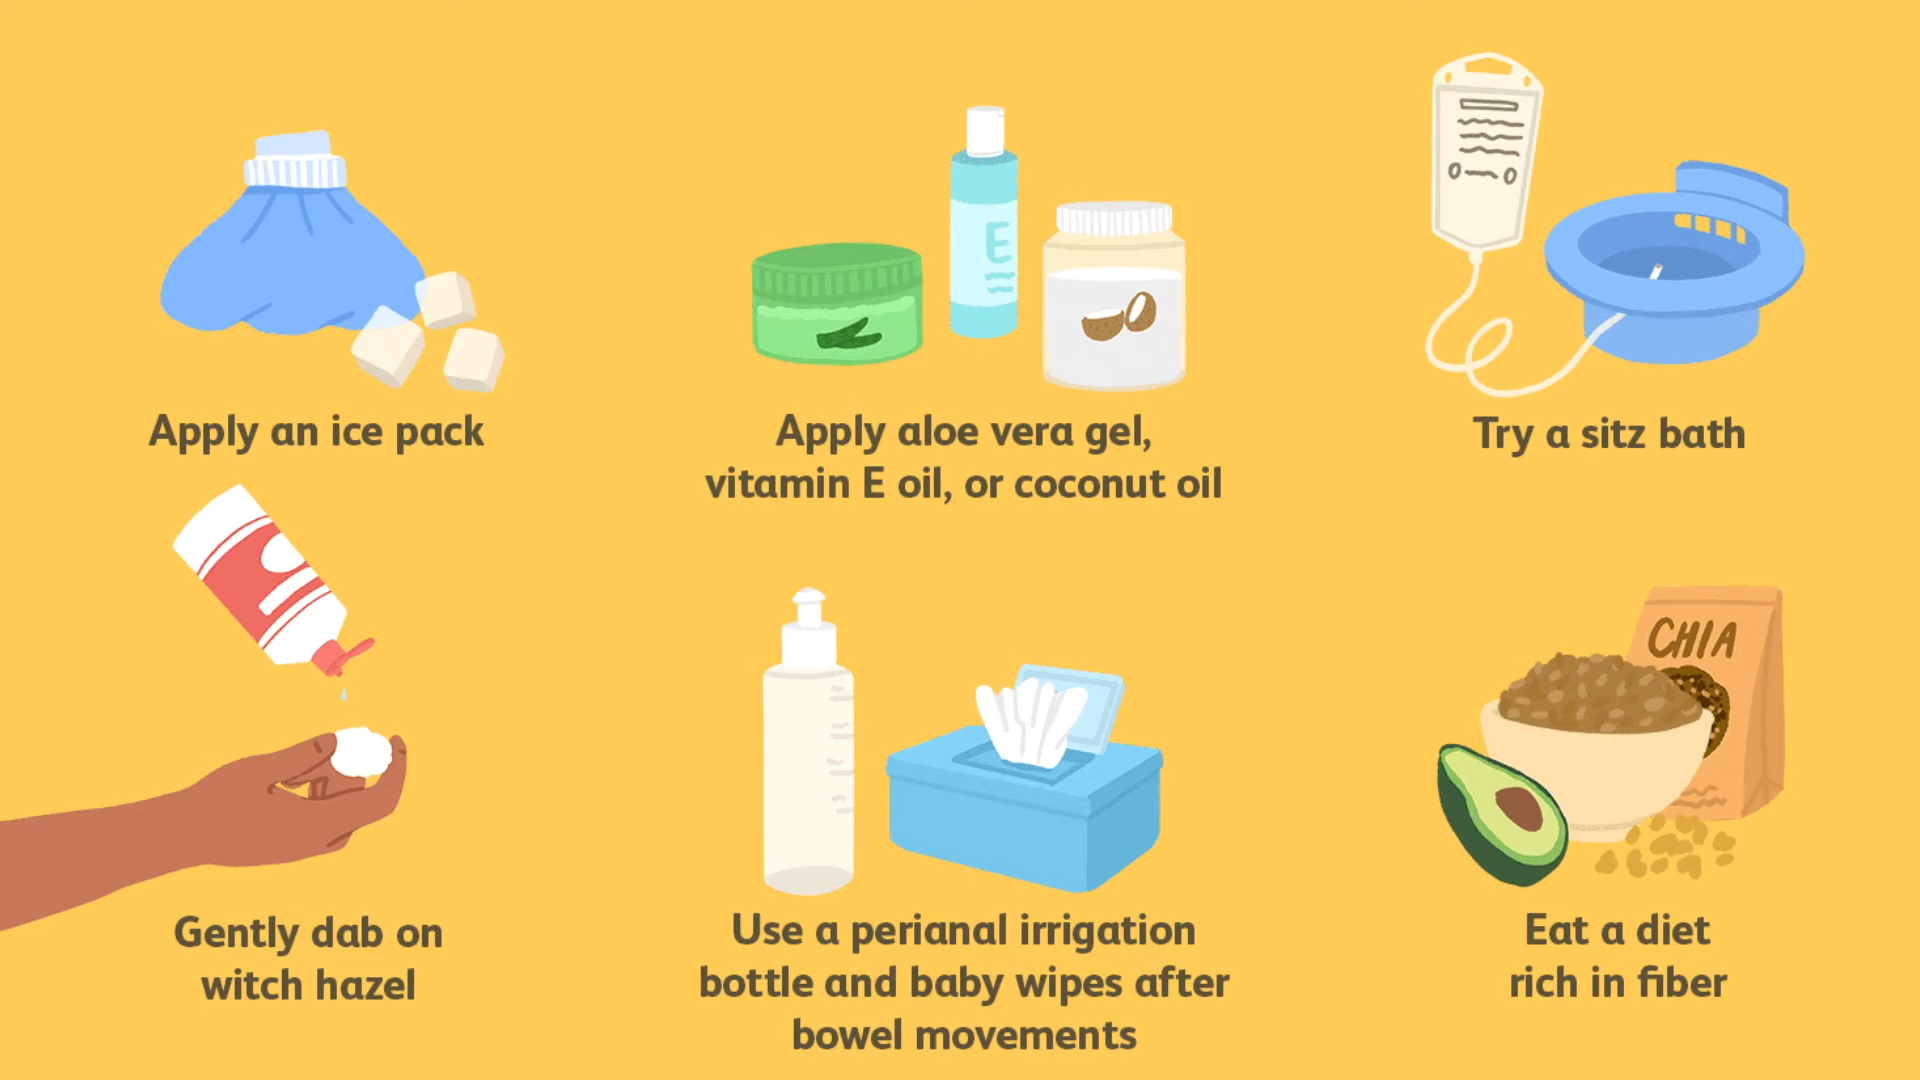 Apply an ice pack
Apply aloe vera gel,
vitamin E oil, or coconut oil
E
Try a sitz bath
Gently dab on
witch hazel
Use a perianal irrigation
bottle and baby wipes after
bowel movements
CHIA
Eat a diet
rich in fiber